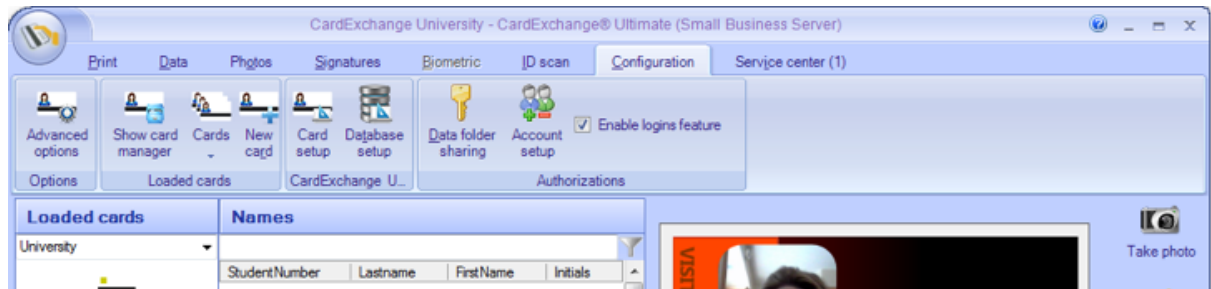 CardExchange University - CardExchange® Ultimate (Small Business Server)
Print Data Photos Signatures Biometric ID scan Configuration Service center (1)
Advanced options
Show card manager
Cards
New card
Card setup
Database setup
Data folder sharing
Account setup
Enable logins feature
Options Loaded cards CardExchange U... Authorizations
Loaded cards
Names
Take photo
University
StudentNumber Lastname FirstName Initials
VISI